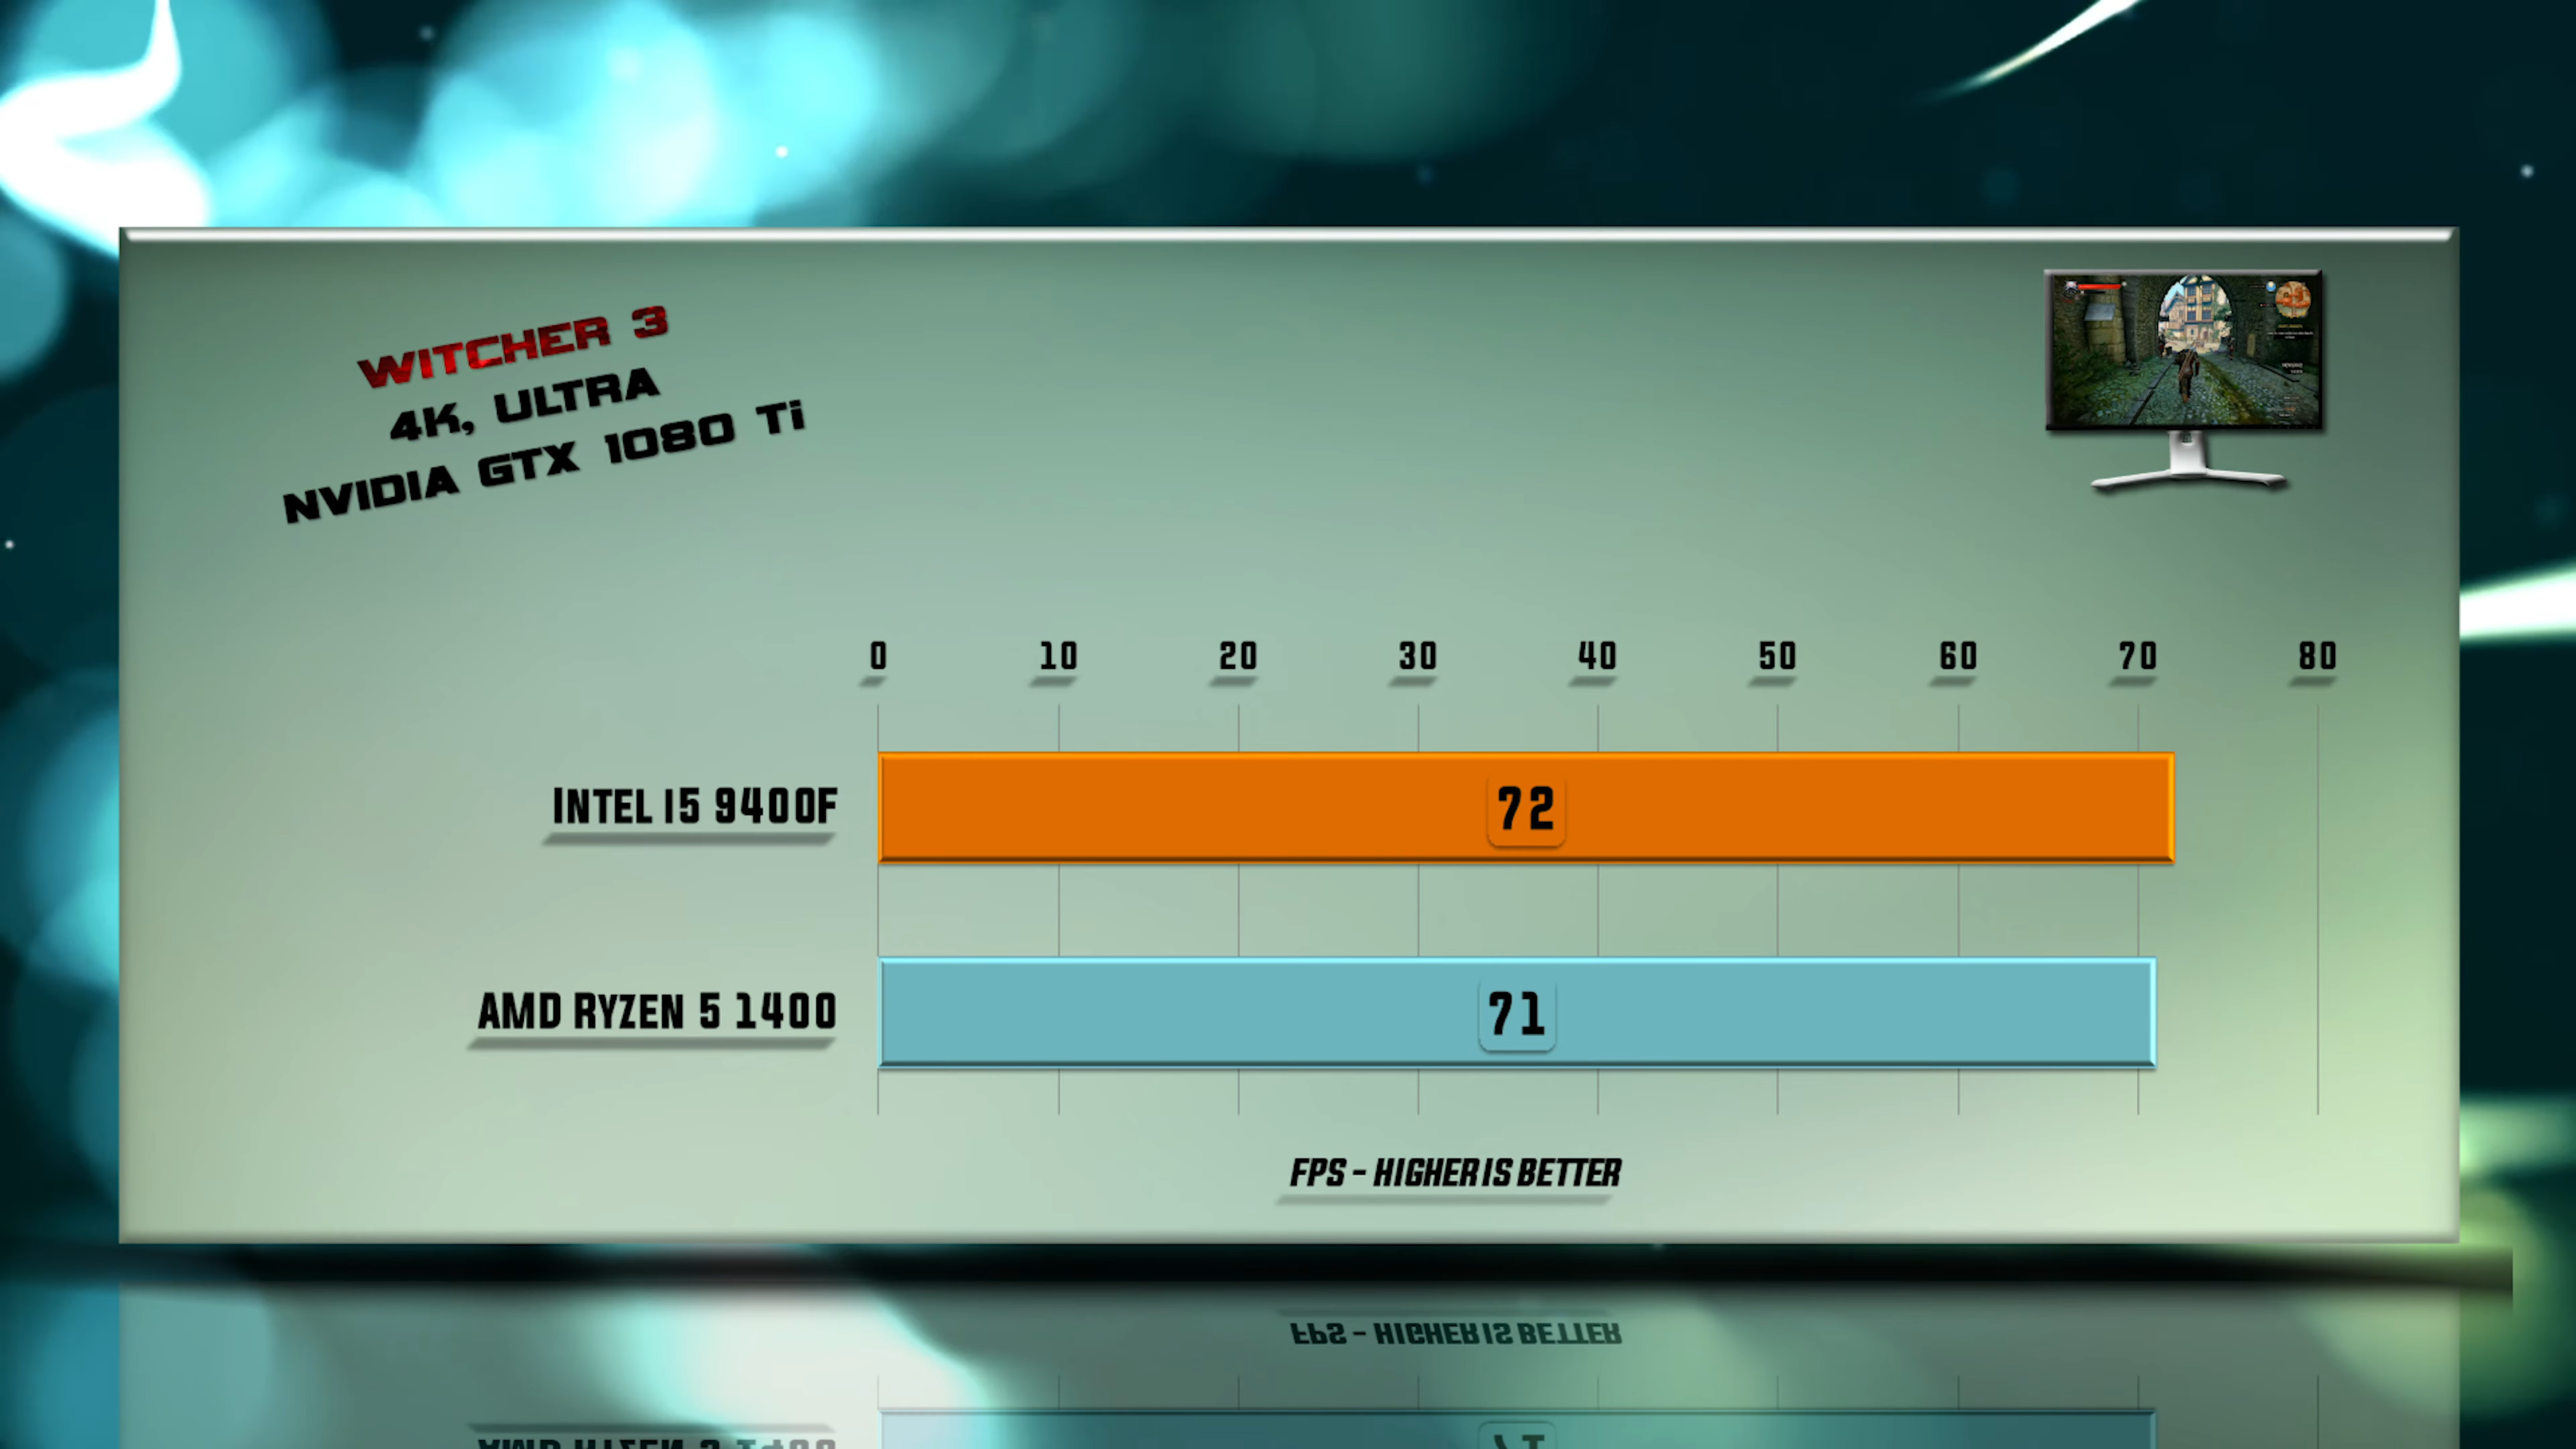 WITCHER 3
4K, ULTRA
NVIDIA GTX 1080 Ti
0 10 20 30 40 50 60 70 80
INTEL I5 9400F
72
AMD RYZEN 5 1400
71
FPS - HIGHER IS BETTER